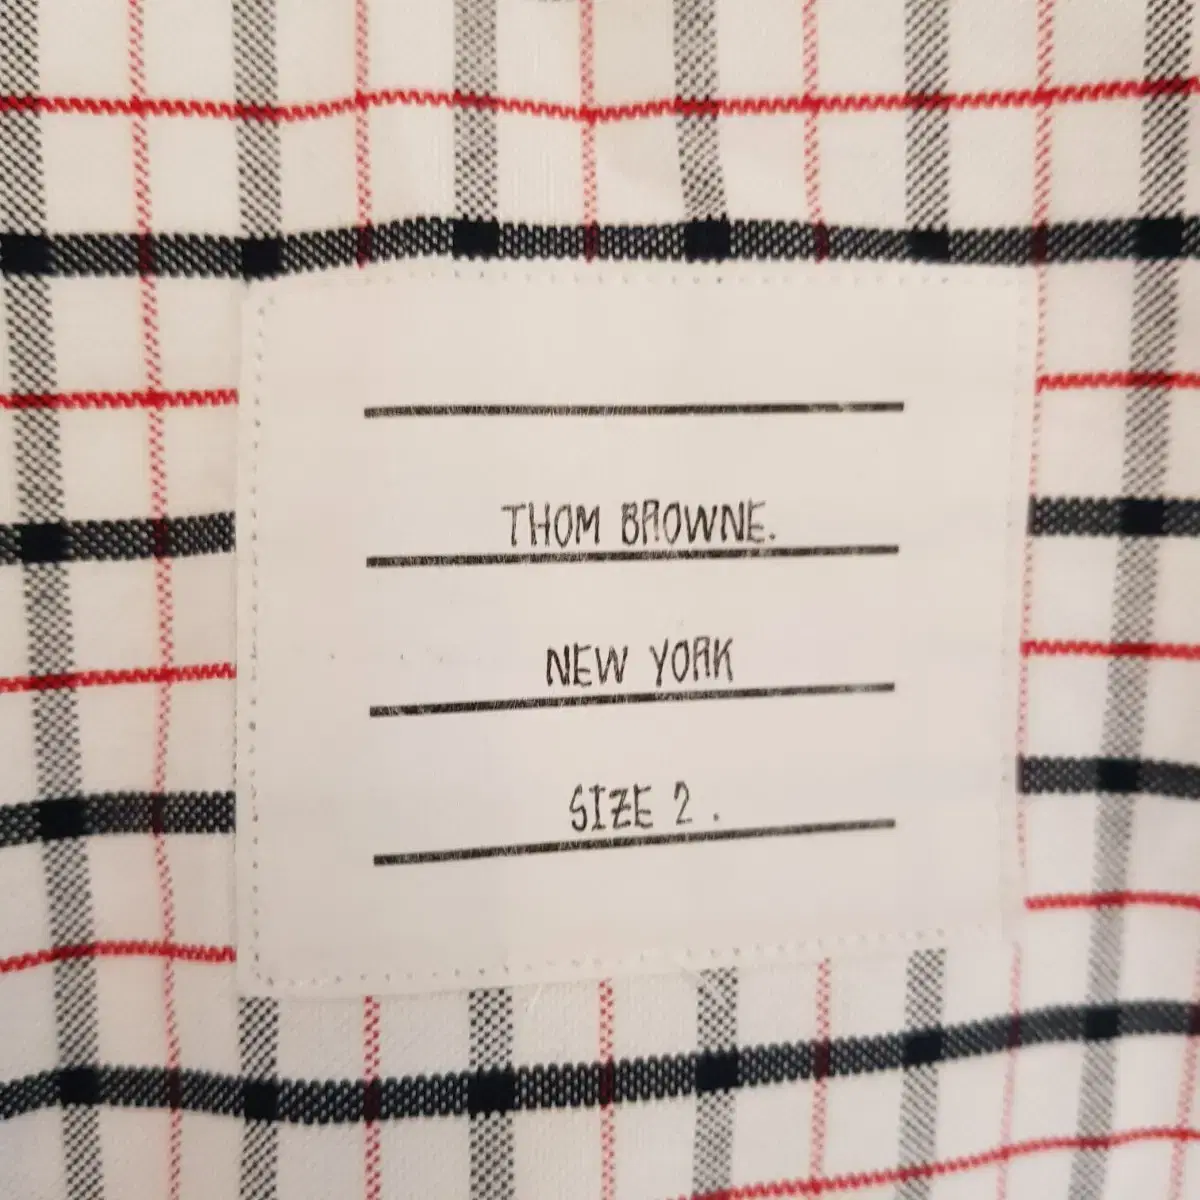 THOM BROWNE.
NEW YORK
SIZE 2.